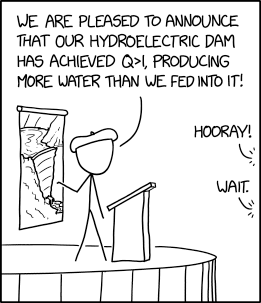 WE ARE PLEASED TO ANNOUNCE
THAT OUR HYDROELECTRIC DAM
HAS ACHIEVED Q>1, PRODUCING
MORE WATER THAN WE FED INTO IT!
HOORAY!
WAIT.